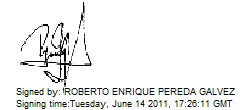 Signed by: ROBERTO ENRIQUE PEREDA GALVEZ
Signing time:Tuesday, June 14 2011, 17:26:11 GMT